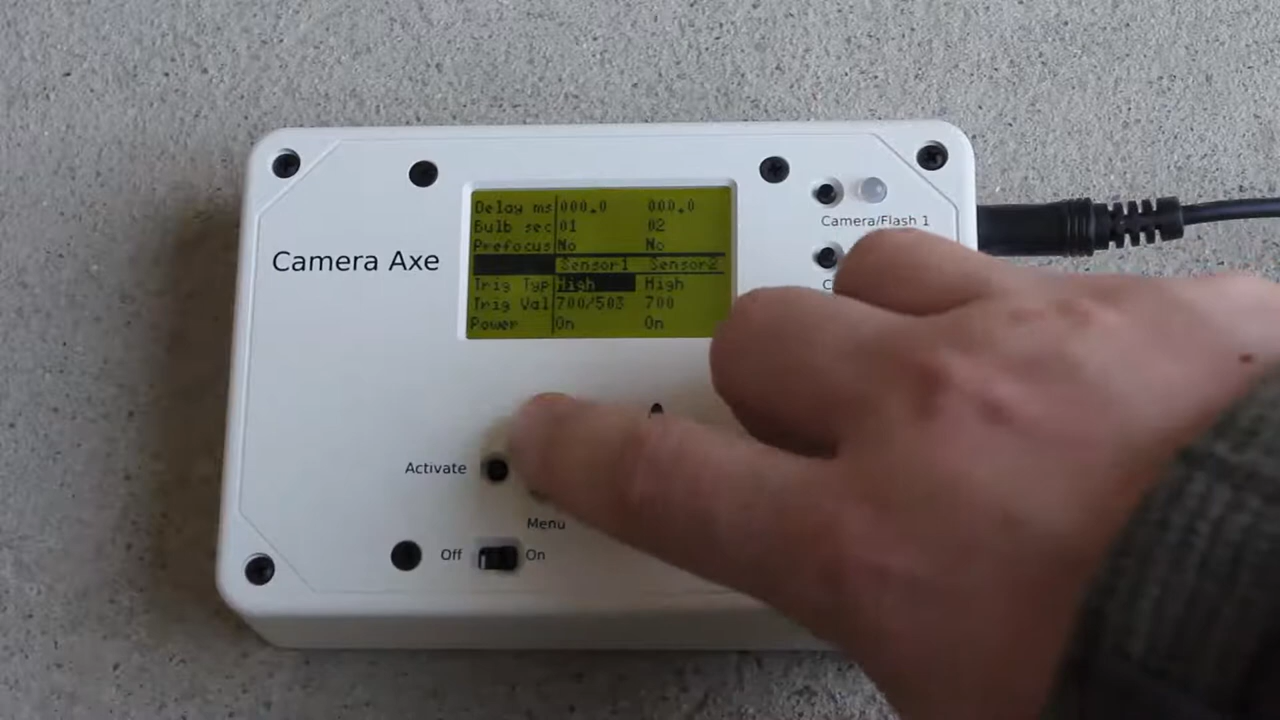 Delay ms 000.0 000.0
Bulb sec 01 02
Prefocus No No
Sensor1 Sensor2
Trig Typ High High
Trig Val 700/503 700
Power On On
Camera Axe
Camera/Flash 1
C
Activate
Menu
Off On